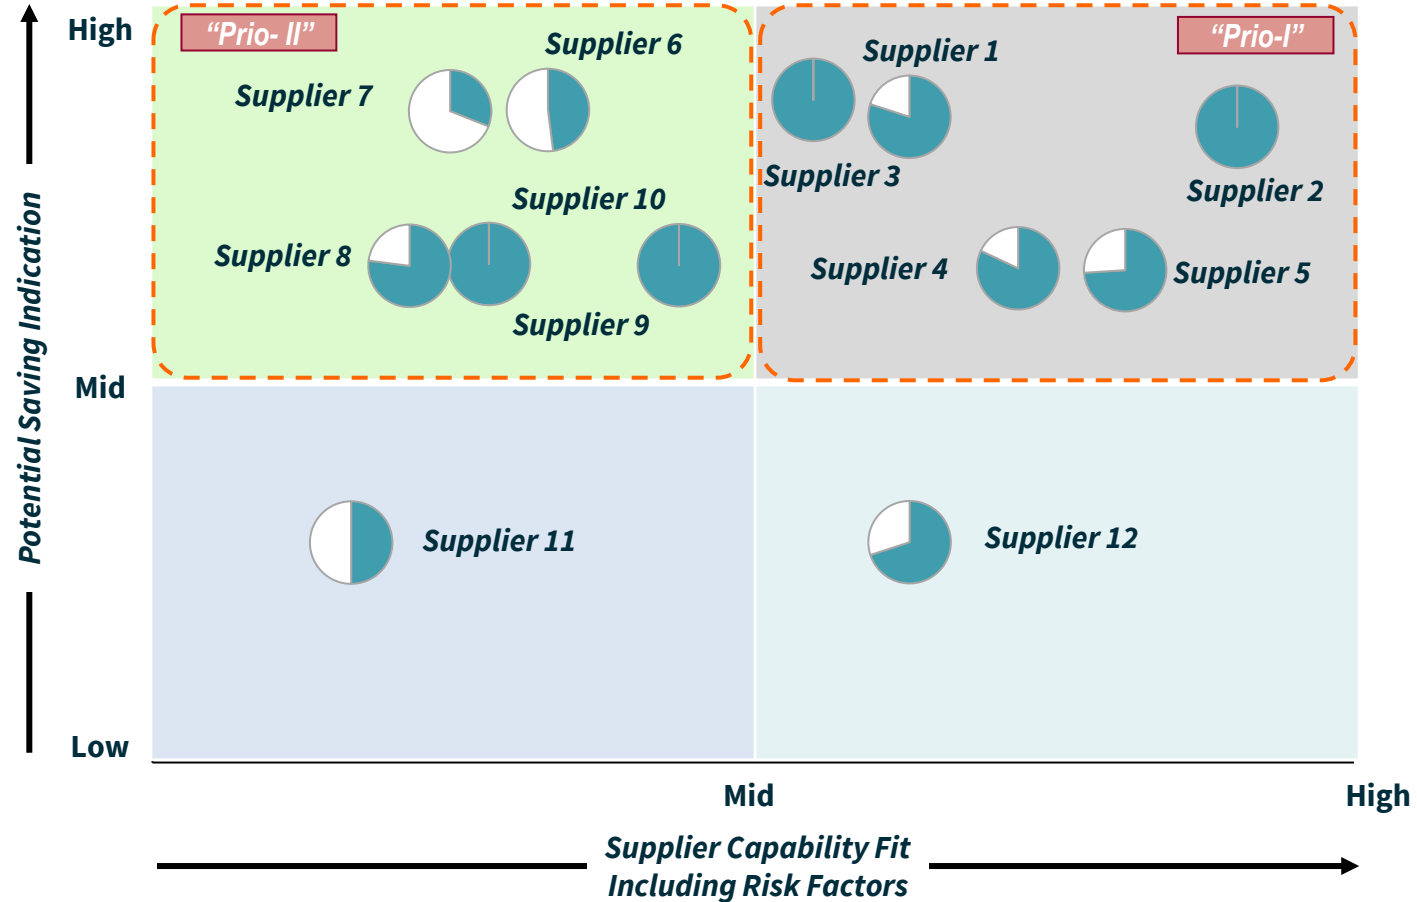 High
“Prio- II”
“Prio-I”
Supplier 6
Supplier 1
Supplier 7
Supplier 3
Supplier 2
Supplier 10
Supplier 8
Supplier 4
Supplier 5
Supplier 9
Mid
Potential Saving Indication
Supplier 11
Supplier 12
Low
Mid
High
Supplier Capability Fit
Including Risk Factors